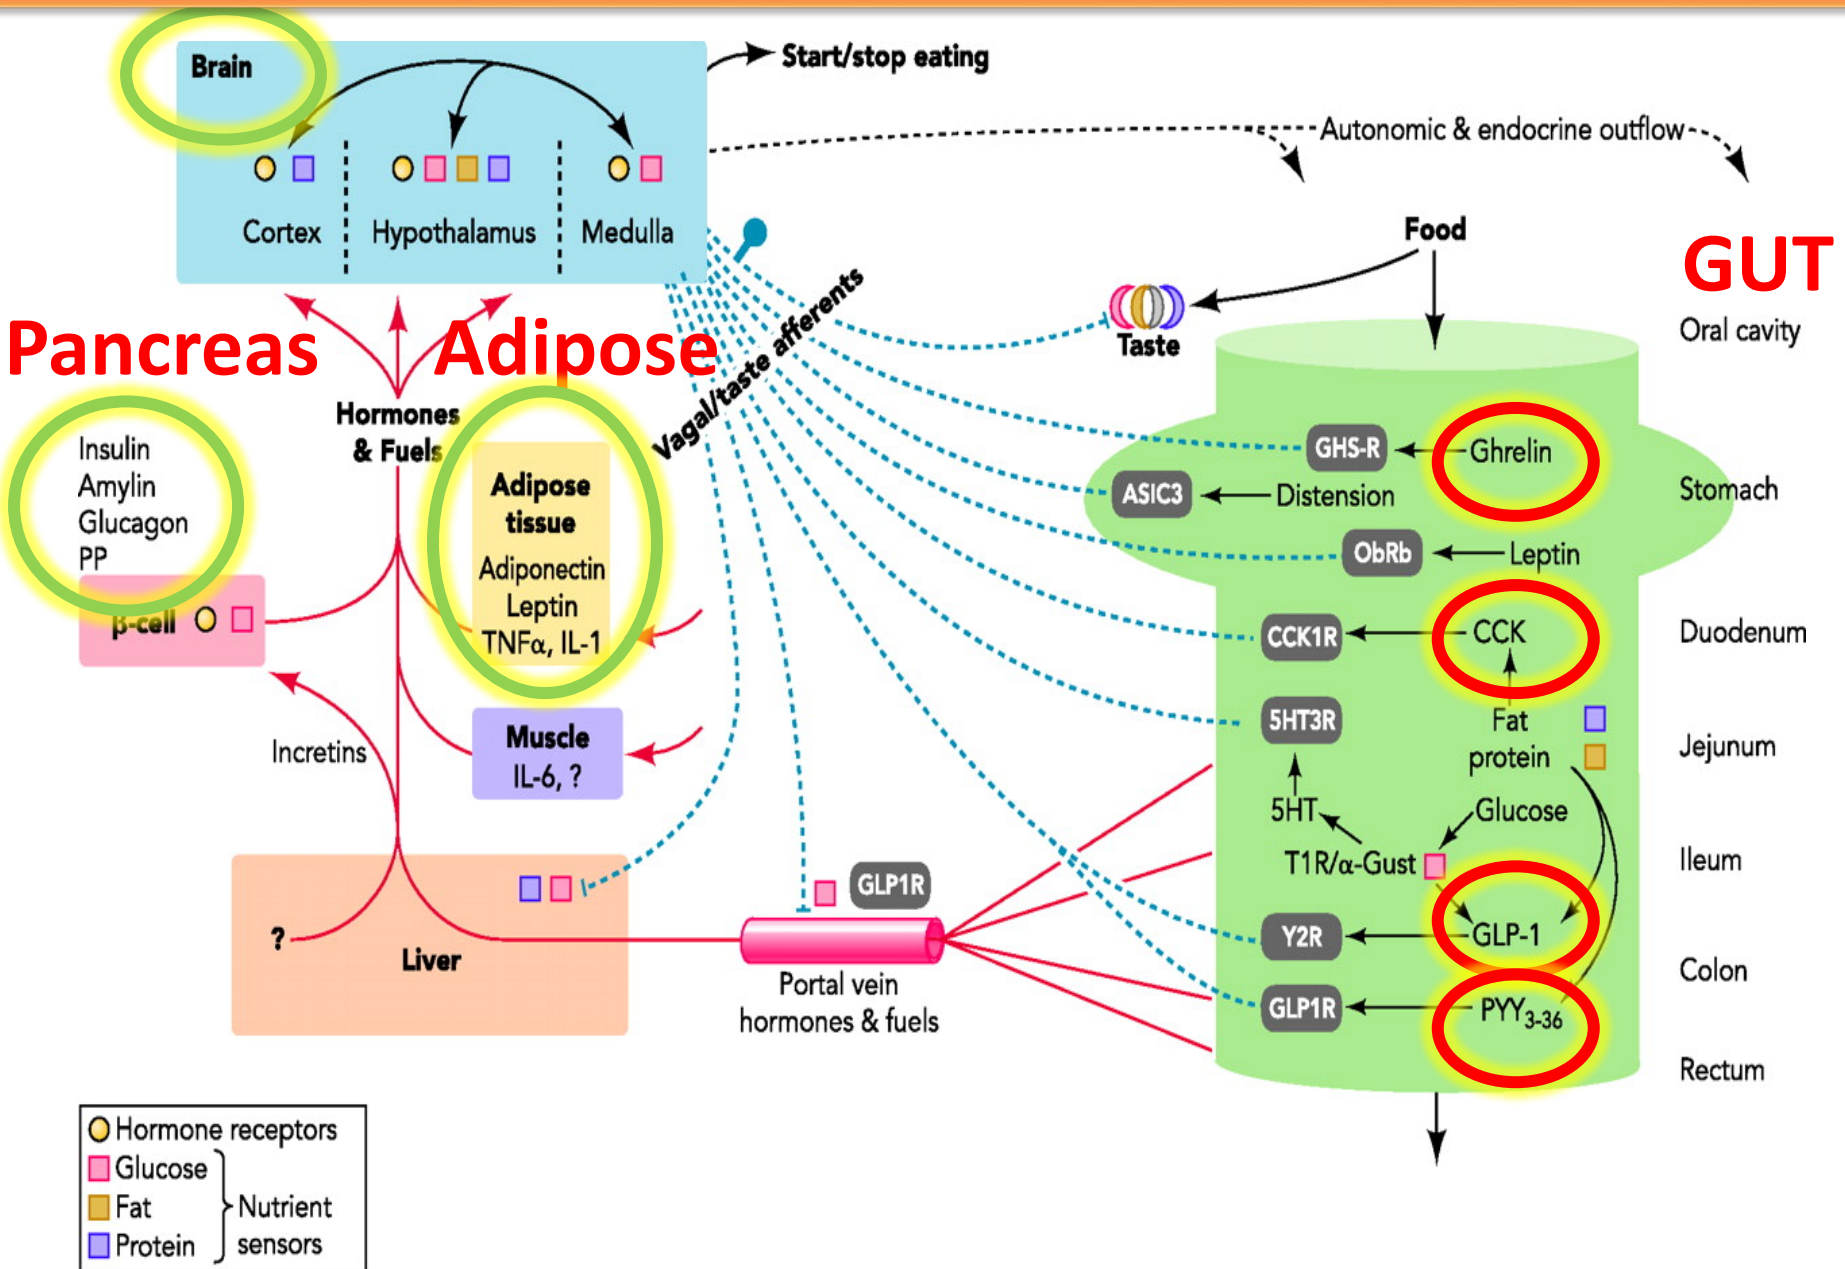 Brain
Start/stop eating
Autonomic & endocrine outflow
Cortex
Hypothalamus
Medulla
Food
GUT
Taste
Oral cavity
Pancreas
Adipose
Vagal/taste afferents
Hormones
& Fuels
Insulin
Amylin
Glucagon
PP
β-cell
Adipose
tissue
Adiponectin
Leptin
TNFα, IL-1
Muscle
IL-6, ?
Incretins
?
Liver
GLP1R
Portal vein
hormones & fuels
GHS-R
Ghrelin
ASIC3
Distension
Stomach
ObRb
Leptin
CCK1R
CCK
Duodenum
5HT3R
Fat
protein
Jejunum
5HT
Glucose
T1R/α-Gust
Ileum
Y2R
GLP-1
Colon
GLP1R
PYY3-36
Rectum
Hormone receptors
Glucose
Fat
Protein
Nutrient
sensors